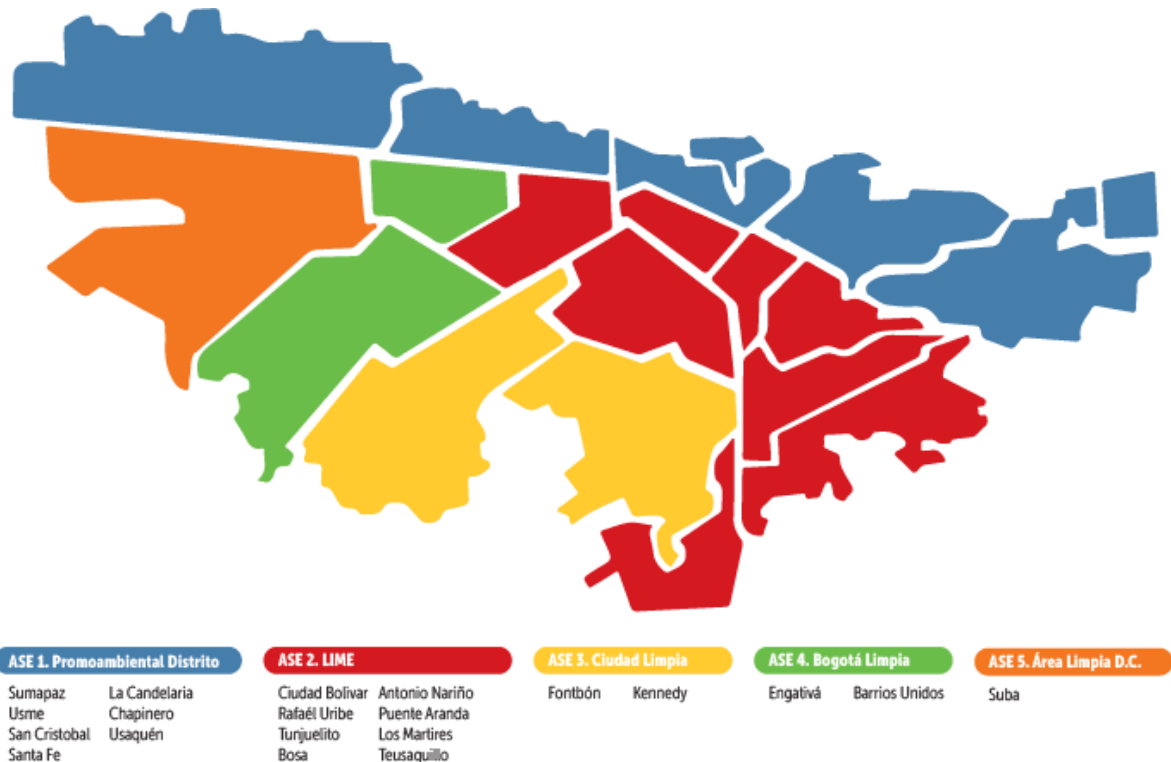 ASE 1. Promoambiental Distrito
Sumapaz La Candelaria
Usme Chapinero
San Cristobal Usaquén
Santa Fe
ASE 2. LIME
Ciudad Bolivar Antonio Nariño
Rafaél Uribe Puente Aranda
Tunjuelito Los Martires
Bosa Teusaquillo
ASE 3. Ciudad Limpia
Fontbón Kennedy
ASE 4. Bogotá Limpia
Engativá Barrios Unidos
ASE 5. Área Limpia D.C.
Suba